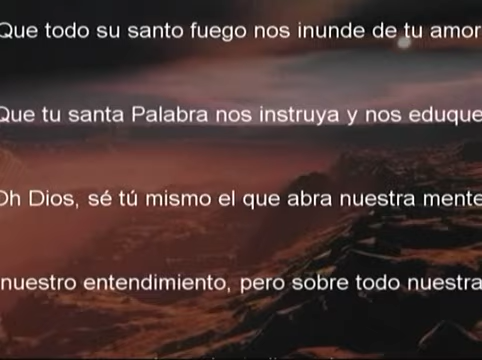 Que todo su santo fuego nos inunde de tu amor
Que tu santa Palabra nos instruya y nos eduque
Oh Dios, sé tú mismo el que abra nuestra mente
nuestro entendimiento, pero sobre todo nuestra